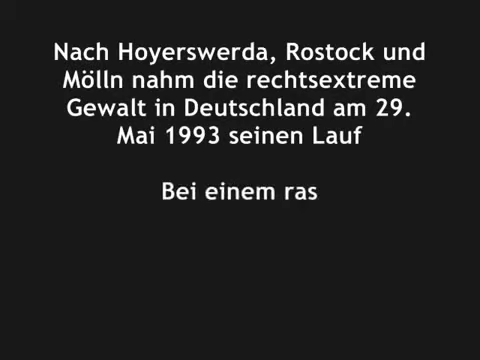 Nach Hoyerswerda, Rostock und
Mölln nahm die rechtsextreme
Gewalt in Deutschland am 29.
Mai 1993 seinen Lauf
Bei einem ras